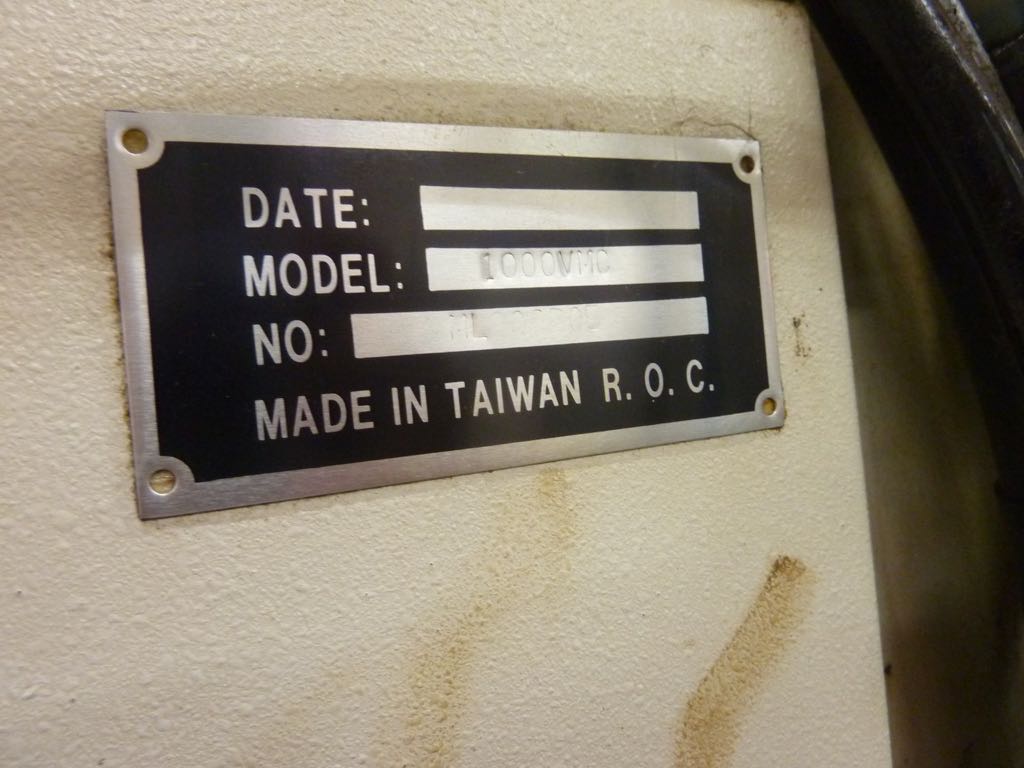 DATE:
MODEL: 1000VMC
NO:
MADE IN TAIWAN R. O. C.